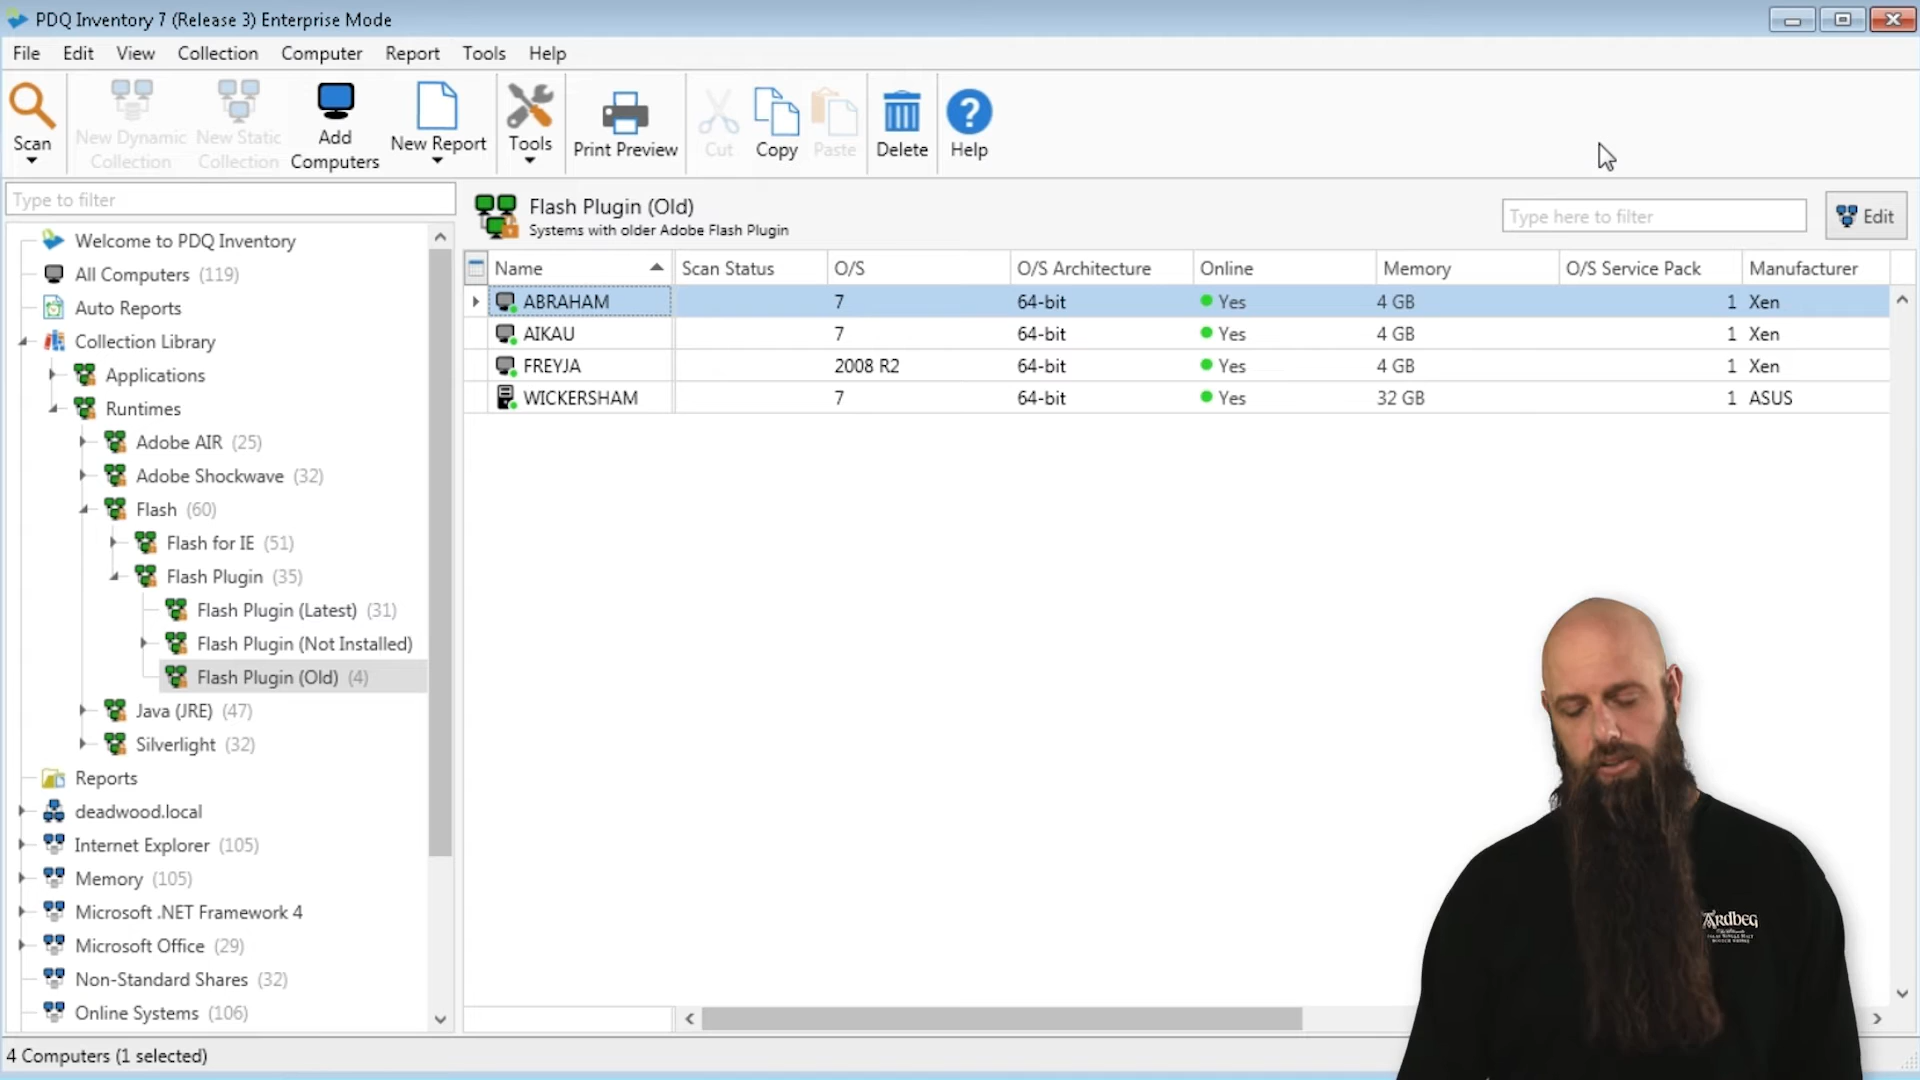 PDQ Inventory 7 (Release 3) Enterprise Mode
File Edit View Collection Computer Report Tools Help
Scan
New Dynamic Collection
New Static Collection
Add Computers
New Report
Tools
Print Preview
Cut
Copy
Paste
Delete
Help
Type to filter
Welcome to PDQ Inventory
All Computers (119)
Auto Reports
Collection Library
Applications
Runtimes
Adobe AIR (25)
Adobe Shockwave (32)
Flash (60)
Flash for IE (51)
Flash Plugin (35)
Flash Plugin (Latest) (31)
Flash Plugin (Not Installed)
Flash Plugin (Old) (4)
Java (JRE) (47)
Silverlight (32)
Reports
deadwood.local
Internet Explorer (105)
Memory (105)
Microsoft .NET Framework 4
Microsoft Office (29)
Non-Standard Shares (32)
Online Systems (106)
Flash Plugin (Old)
Systems with older Adobe Flash Plugin
Type here to filter
Edit
Name Scan Status O/S O/S Architecture Online Memory O/S Service Pack Manufacturer
ABRAHAM 7 64-bit Yes 4 GB 1 Xen
AIKAU 7 64-bit Yes 4 GB 1 Xen
FREYJA 2008 R2 64-bit Yes 4 GB 1 Xen
WICKERSHAM 7 64-bit Yes 32 GB 1 ASUS
Ardbeg
4 Computers (1 selected)